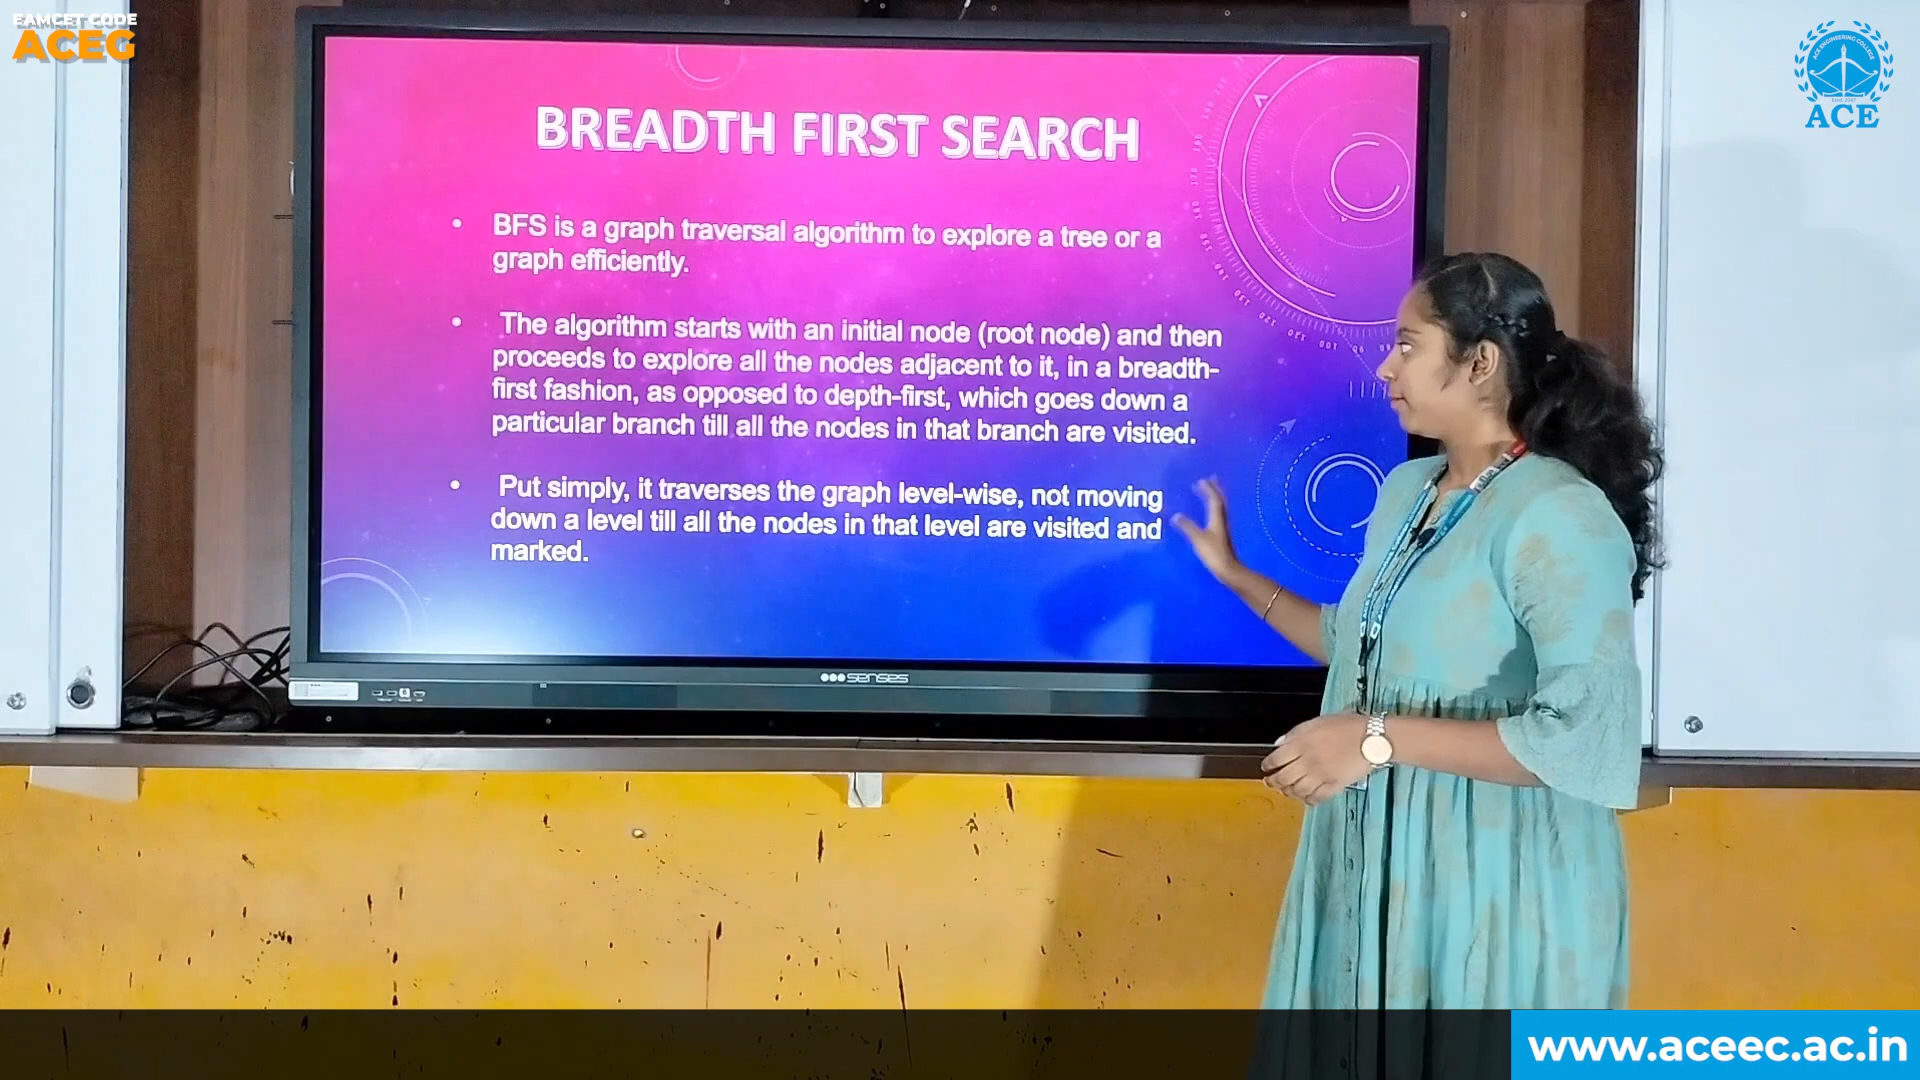 EAMCET CODE
ACEG
ACE ENGINEERING COLLEGE
ACE
BREADTH FIRST SEARCH
• BFS is a graph traversal algorithm to explore a tree or a
graph efficiently.
• The algorithm starts with an initial node (root node) and then
proceeds to explore all the nodes adjacent to it, in a breadth-
first fashion, as opposed to depth-first, which goes down a
particular branch till all the nodes in that branch are visited.
• Put simply, it traverses the graph level-wise, not moving
down a level till all the nodes in that level are visited and
marked.
senses
www.aceec.ac.in